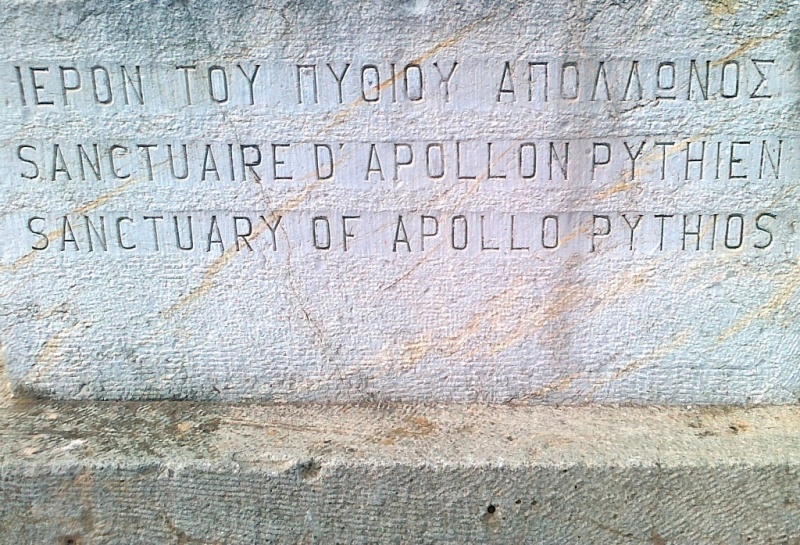 ΙΕΡΟΝ ΤΟΥ ΠΥΘΙΟΥ ΑΠΟΛΛΩΝΟΣ
SANCTUAIRE D'APOLLON PYTHIEN
SANCTUARY OF APOLLO PYTHIOS